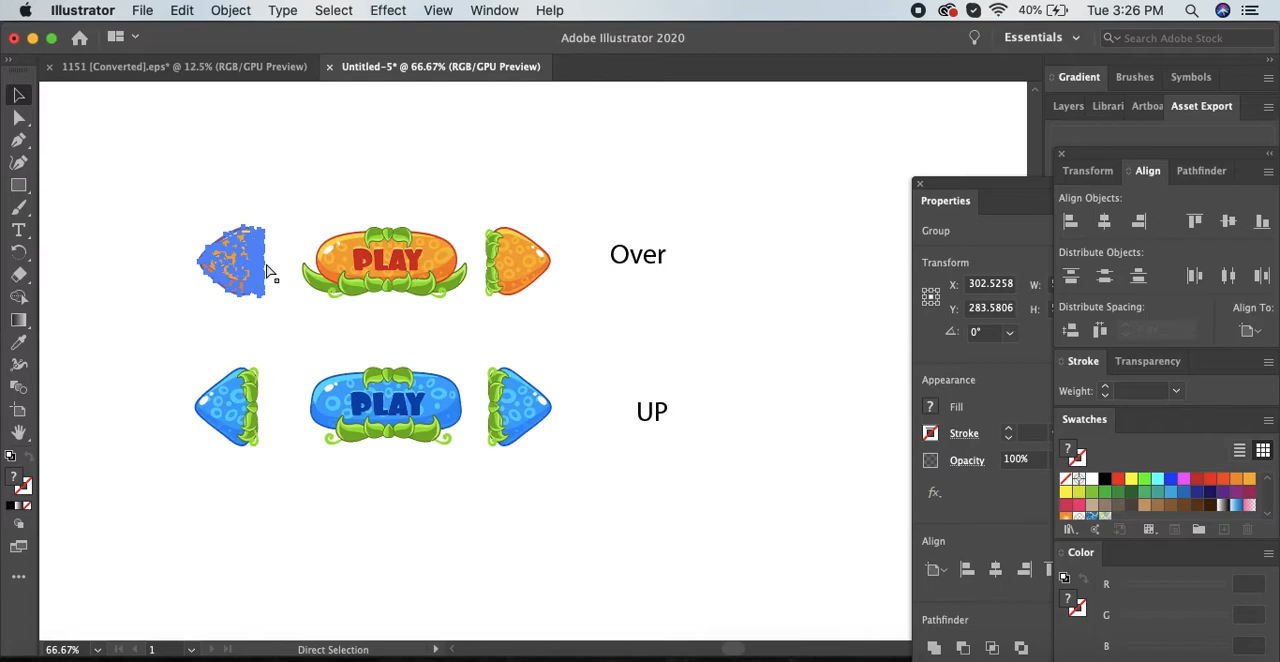 Illustrator File Edit Object Type Select Effect View Window Help 40% Tue 3:26 PM
Adobe Illustrator 2020 Essentials Search Adobe Stock
1151 [Converted].eps* @ 12.5% (RGB/GPU Preview) Untitled-5* @ 66.67% (RGB/GPU Preview)
Gradient Brushes Symbols
Layers Librari Artboa Asset Export
Transform Align Pathfinder
Align Objects:
Distribute Objects:
Distribute Spacing: Align To:
Stroke Transparency
Weight:
Swatches
Color
R
G
B
Properties
Group
Transform
X: 302.5258 W:
Y: 283.5806 H:
0°
Appearance
Fill
Stroke
Opacity 100%
fx.
Align
Pathfinder
PLAY Over
PLAY UP
66.67% 1 Direct Selection